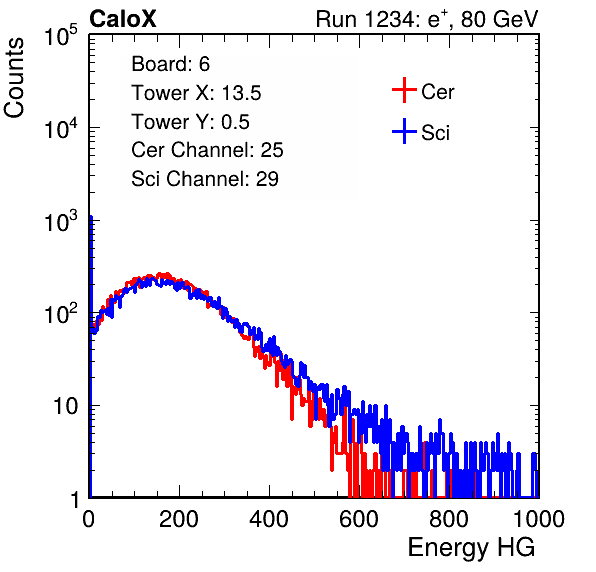 CaloX Run 1234: e⁺, 80 GeV
Counts
Board: 6
Tower X: 13.5
Tower Y: 0.5
Cer Channel: 25
Sci Channel: 29
Cer
Sci
10⁵
10⁴
10³
10²
10
1
0 200 400 600 800 1000
Energy HG